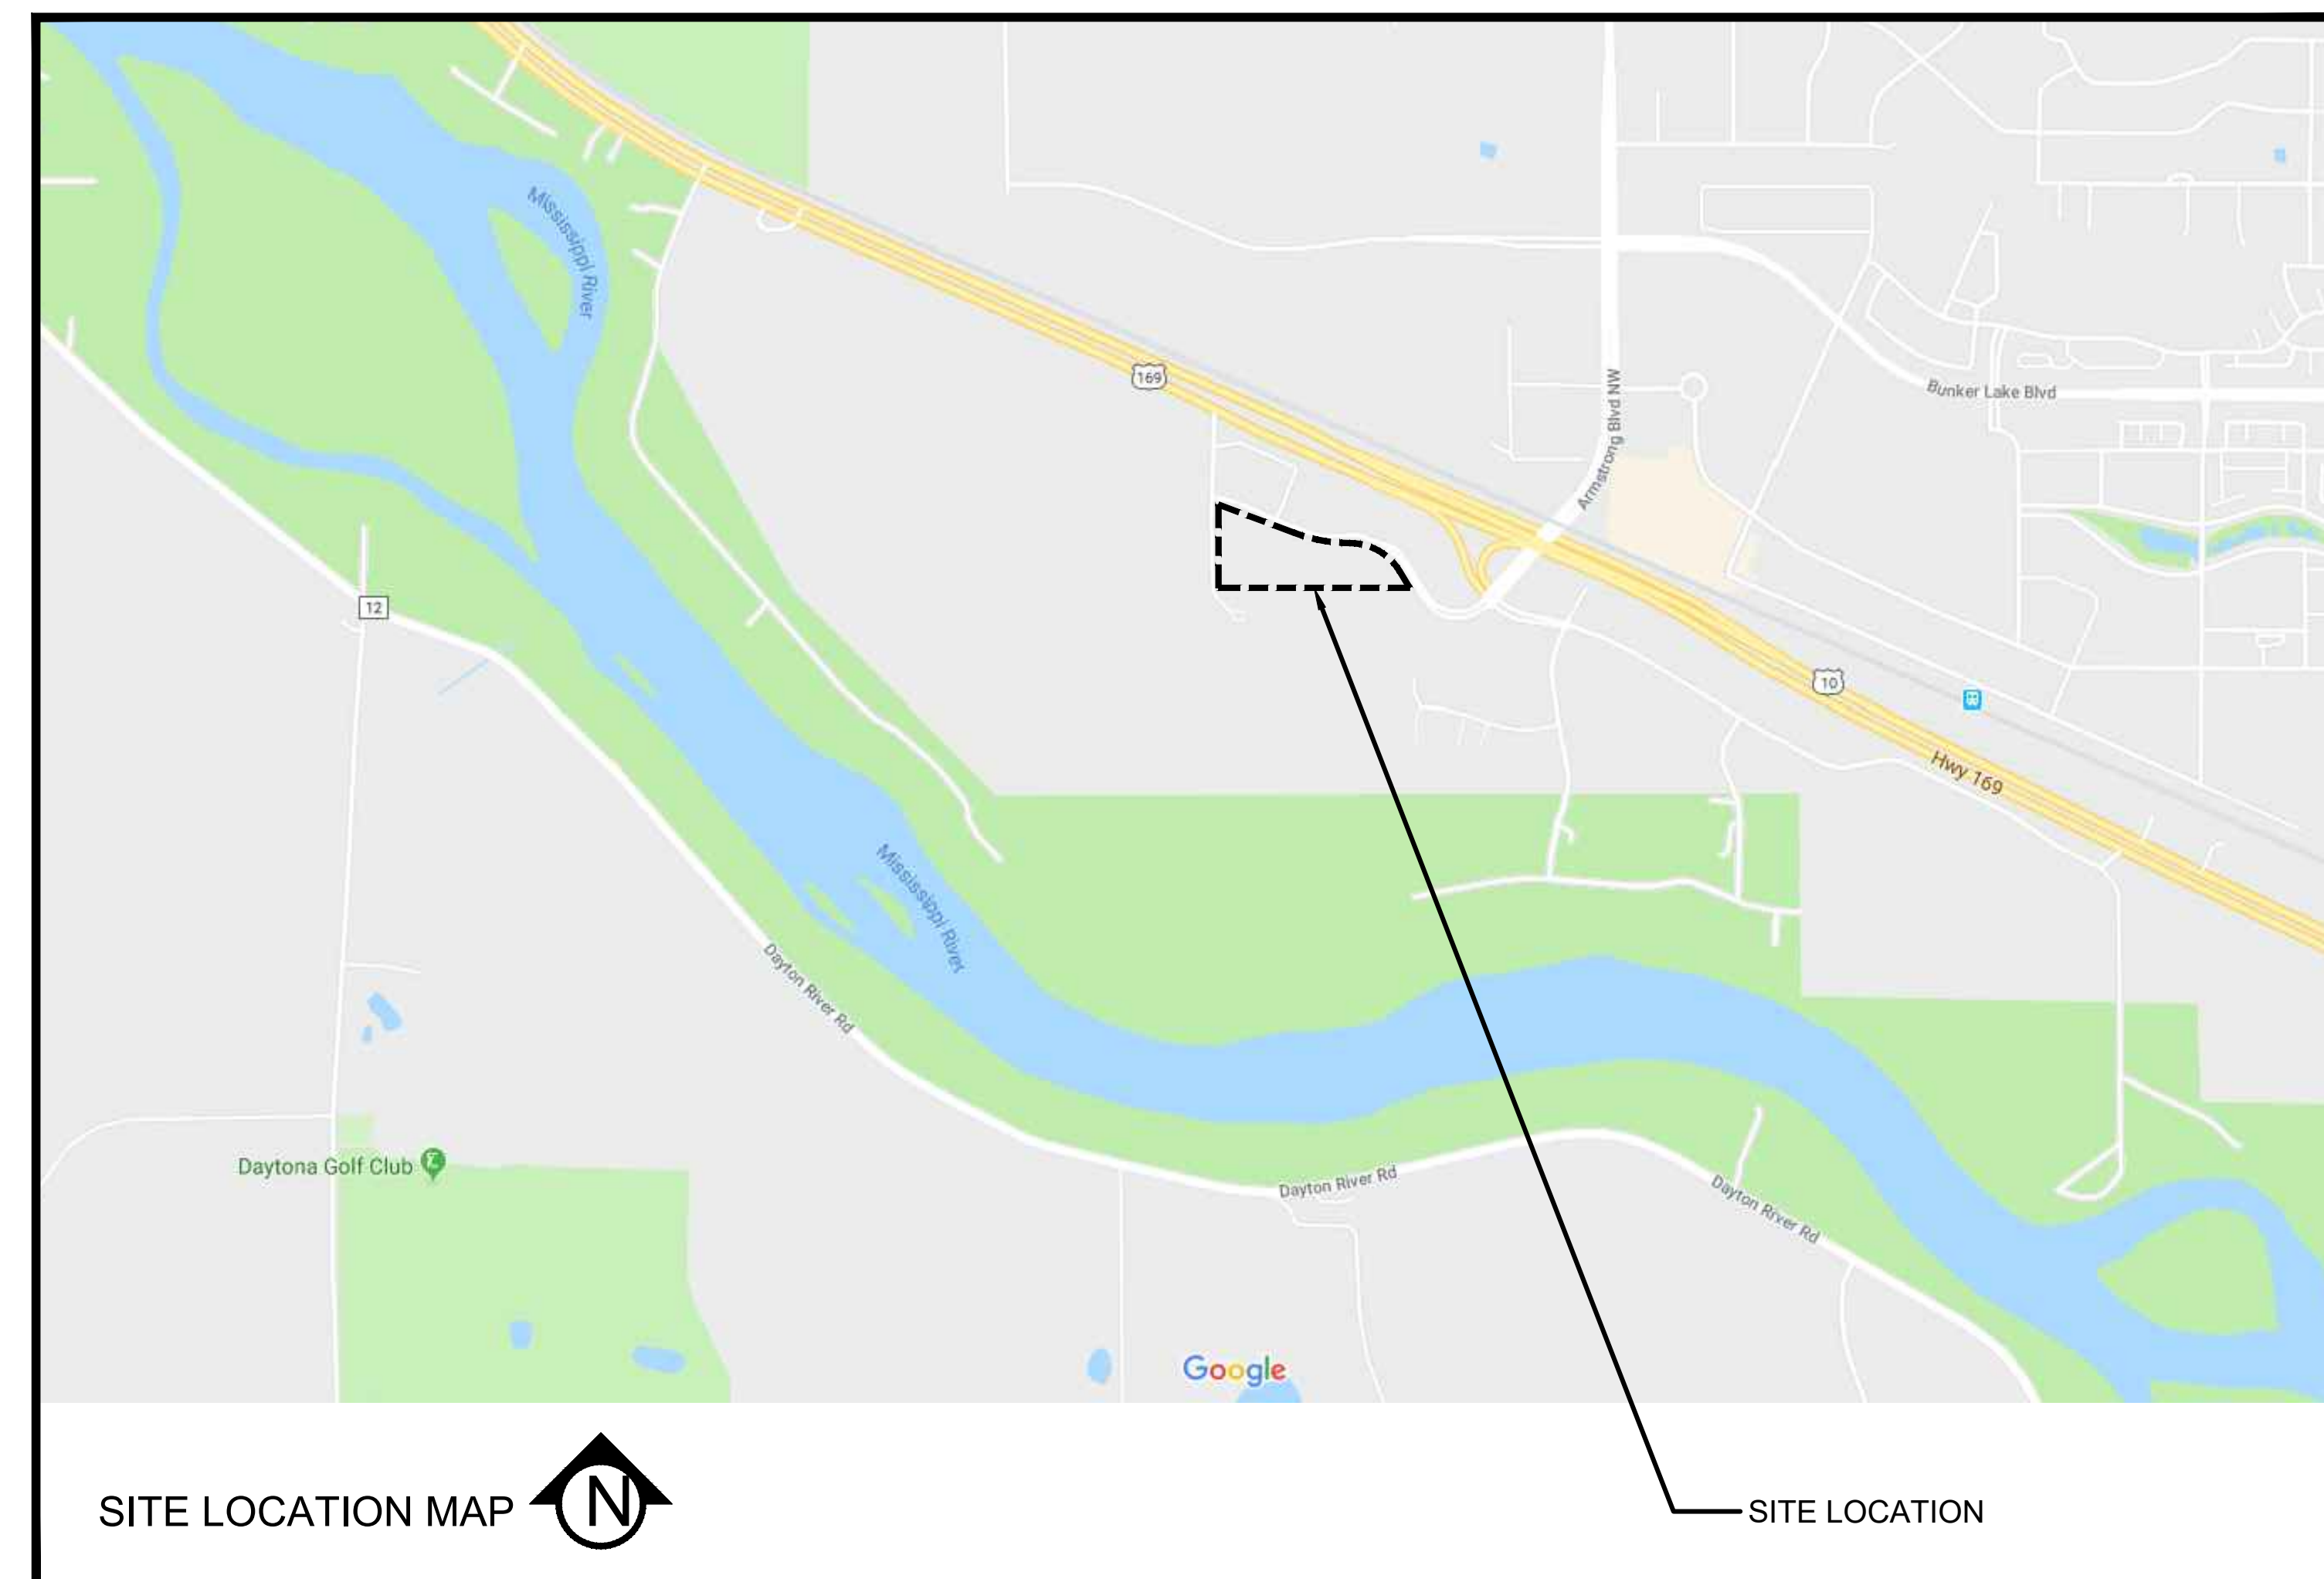 Mississippi River
169
Armstrong Blvd NW
Bunker Lake Blvd
12
10
Hwy 169
Mississippi River
Dayton River Rd
Daytona Golf Club
Dayton River Rd
Dayton River Rd
Google
SITE LOCATION MAP
N
SITE LOCATION